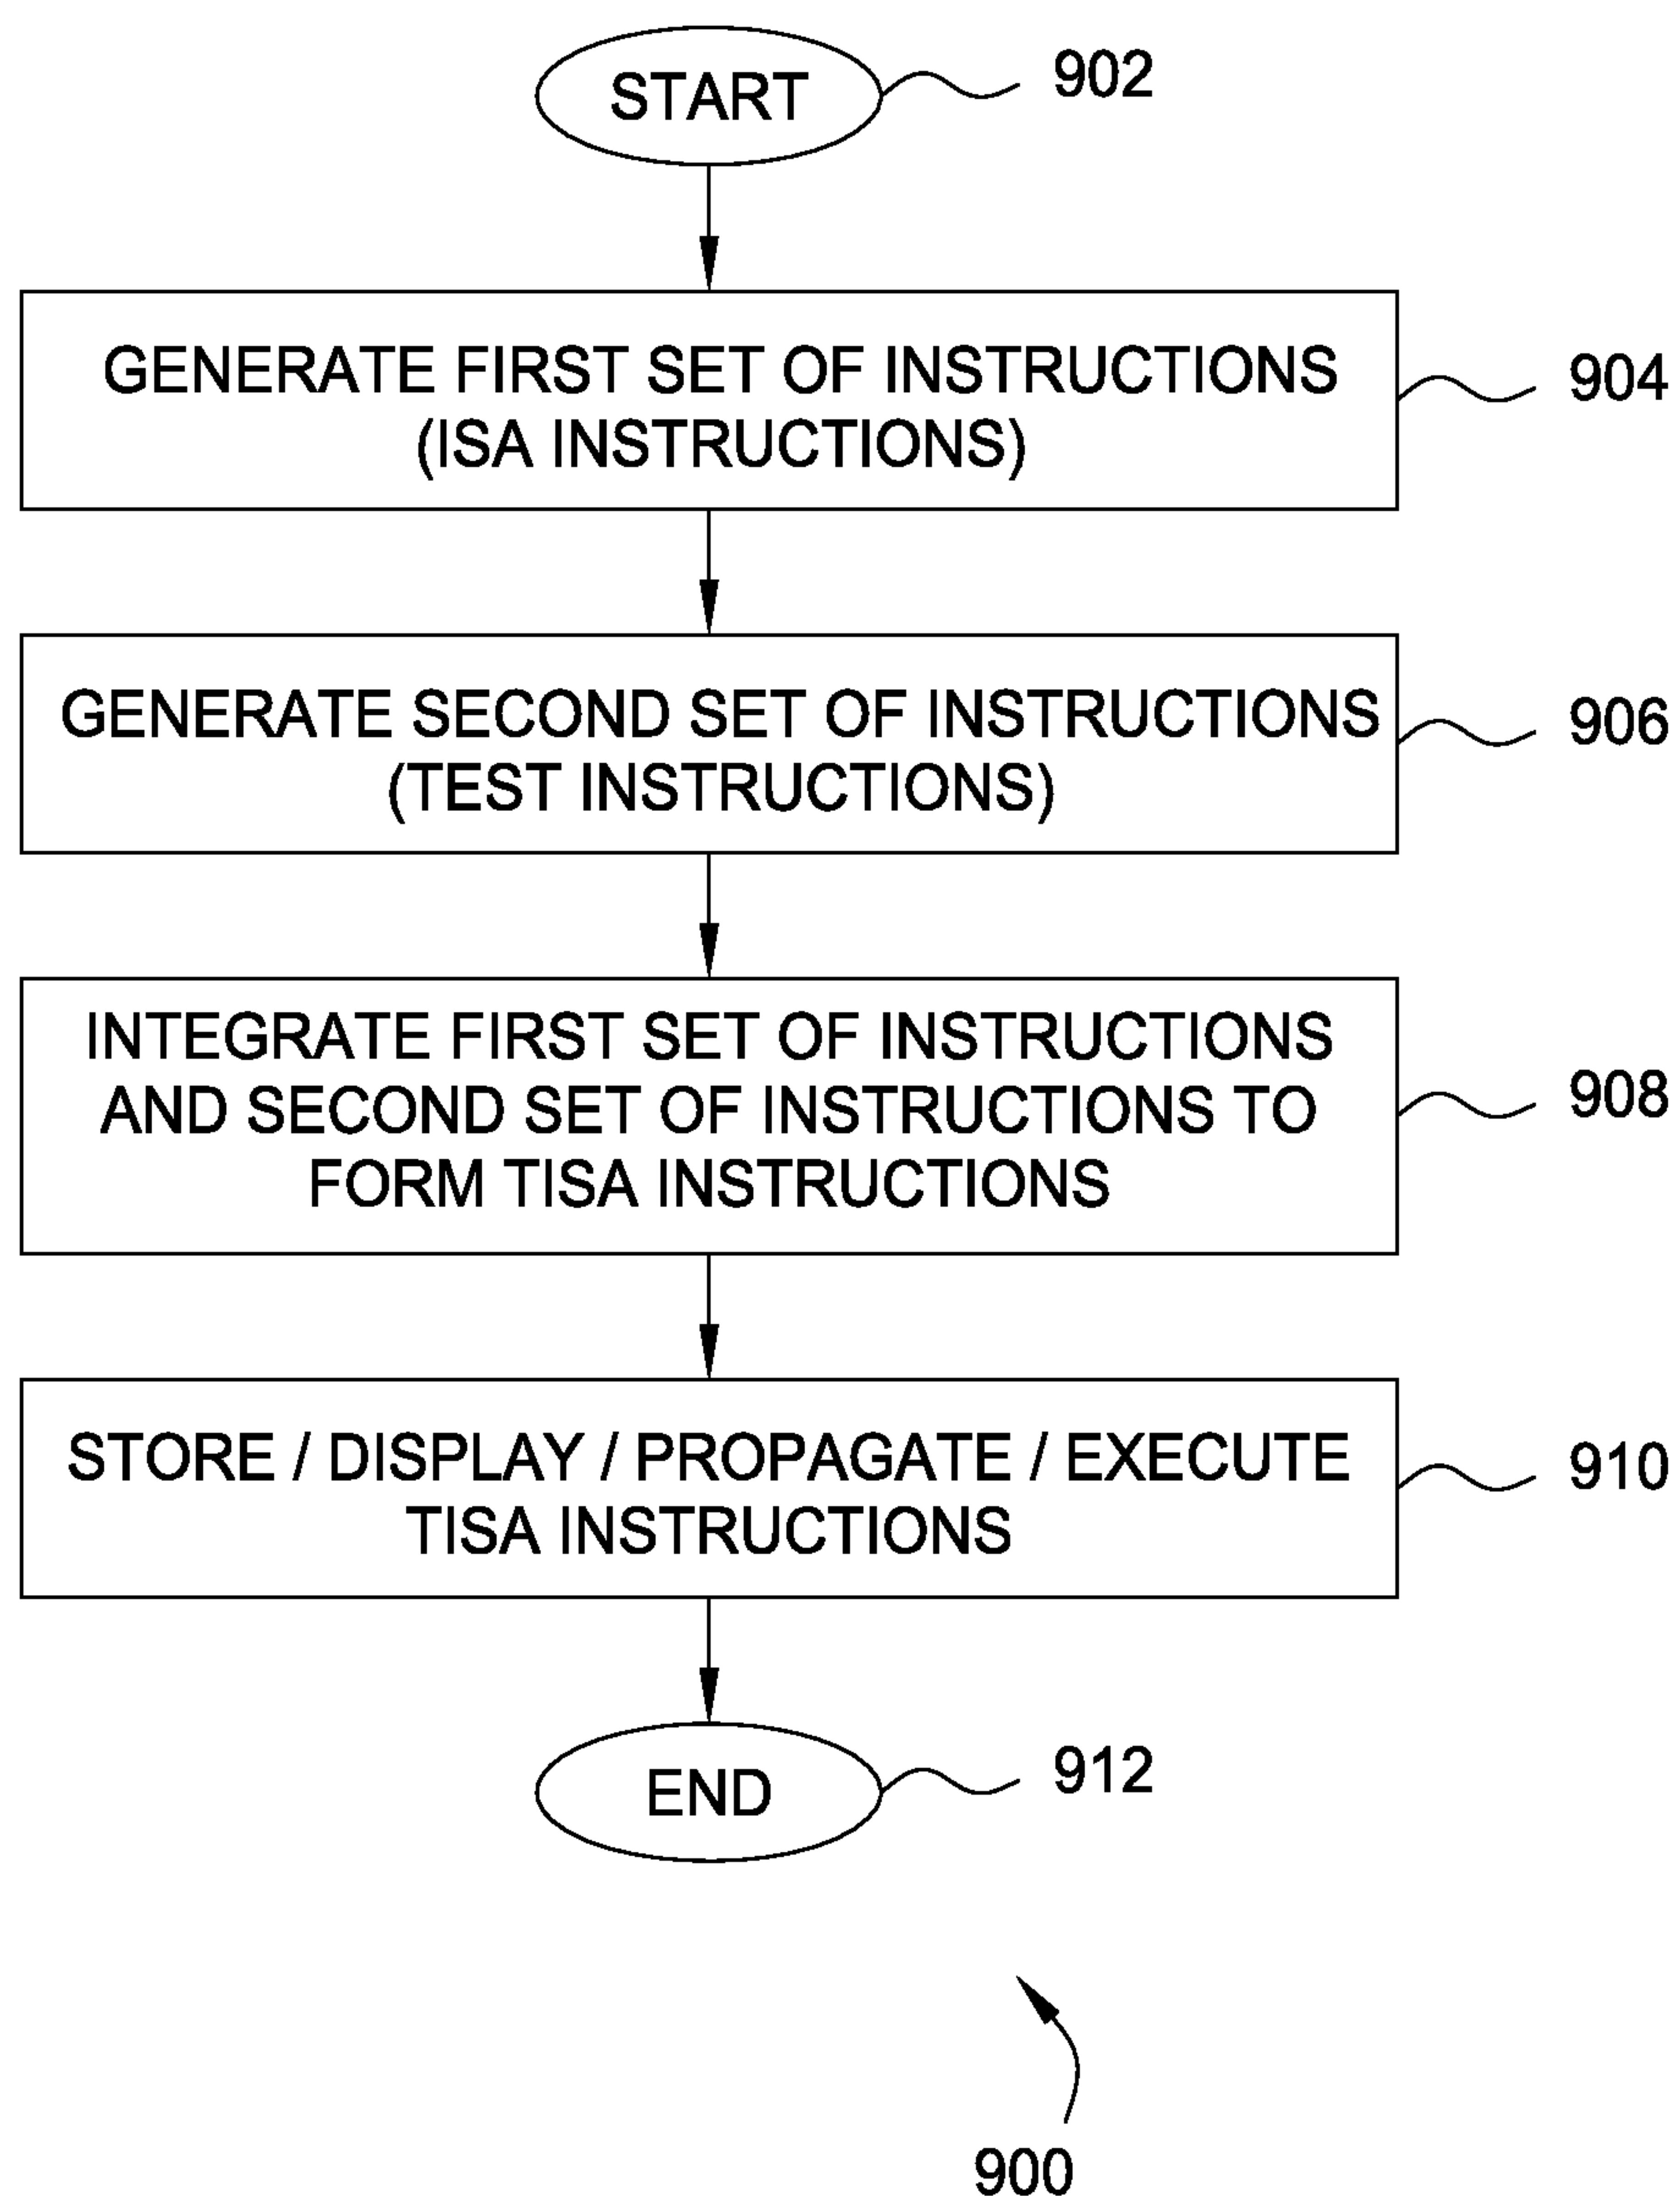 START
902
GENERATE FIRST SET OF INSTRUCTIONS
(ISA INSTRUCTIONS)
904
GENERATE SECOND SET OF INSTRUCTIONS
(TEST INSTRUCTIONS)
906
INTEGRATE FIRST SET OF INSTRUCTIONS
AND SECOND SET OF INSTRUCTIONS TO
FORM TISA INSTRUCTIONS
908
STORE / DISPLAY / PROPAGATE / EXECUTE
TISA INSTRUCTIONS
910
END
912
900